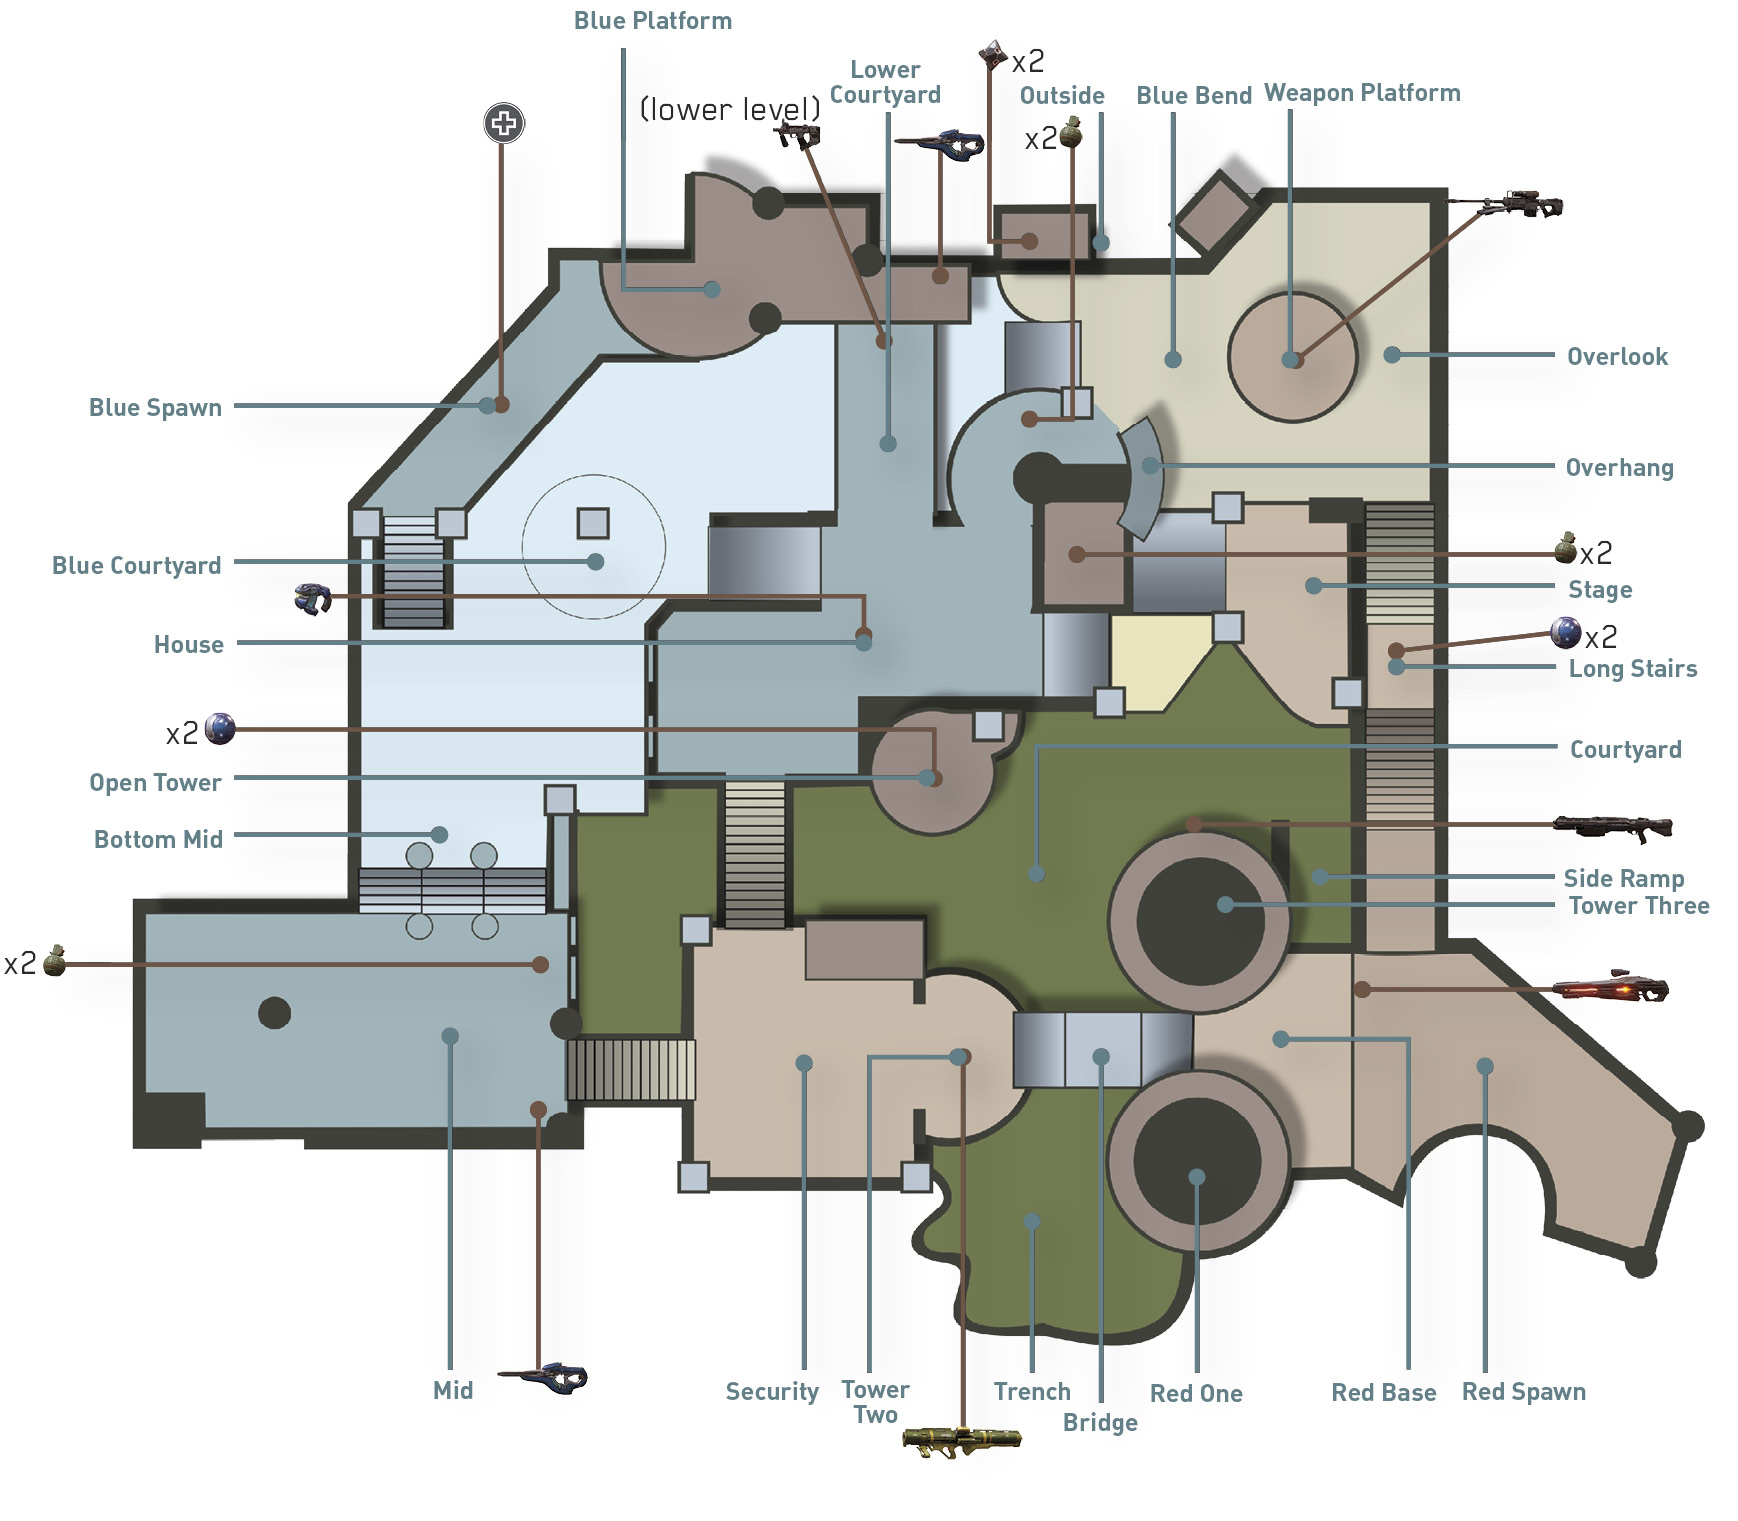 Blue Platform
x2
Lower
Courtyard
Outside
Blue Bend
Weapon Platform
(lower level)
x2
Overlook
Blue Spawn
Overhang
x2
Blue Courtyard
Stage
x2
House
Long Stairs
x2
Courtyard
Open Tower
Bottom Mid
Side Ramp
Tower Three
x2
Mid
Security
Tower
Two
Trench
Bridge
Red One
Red Base
Red Spawn